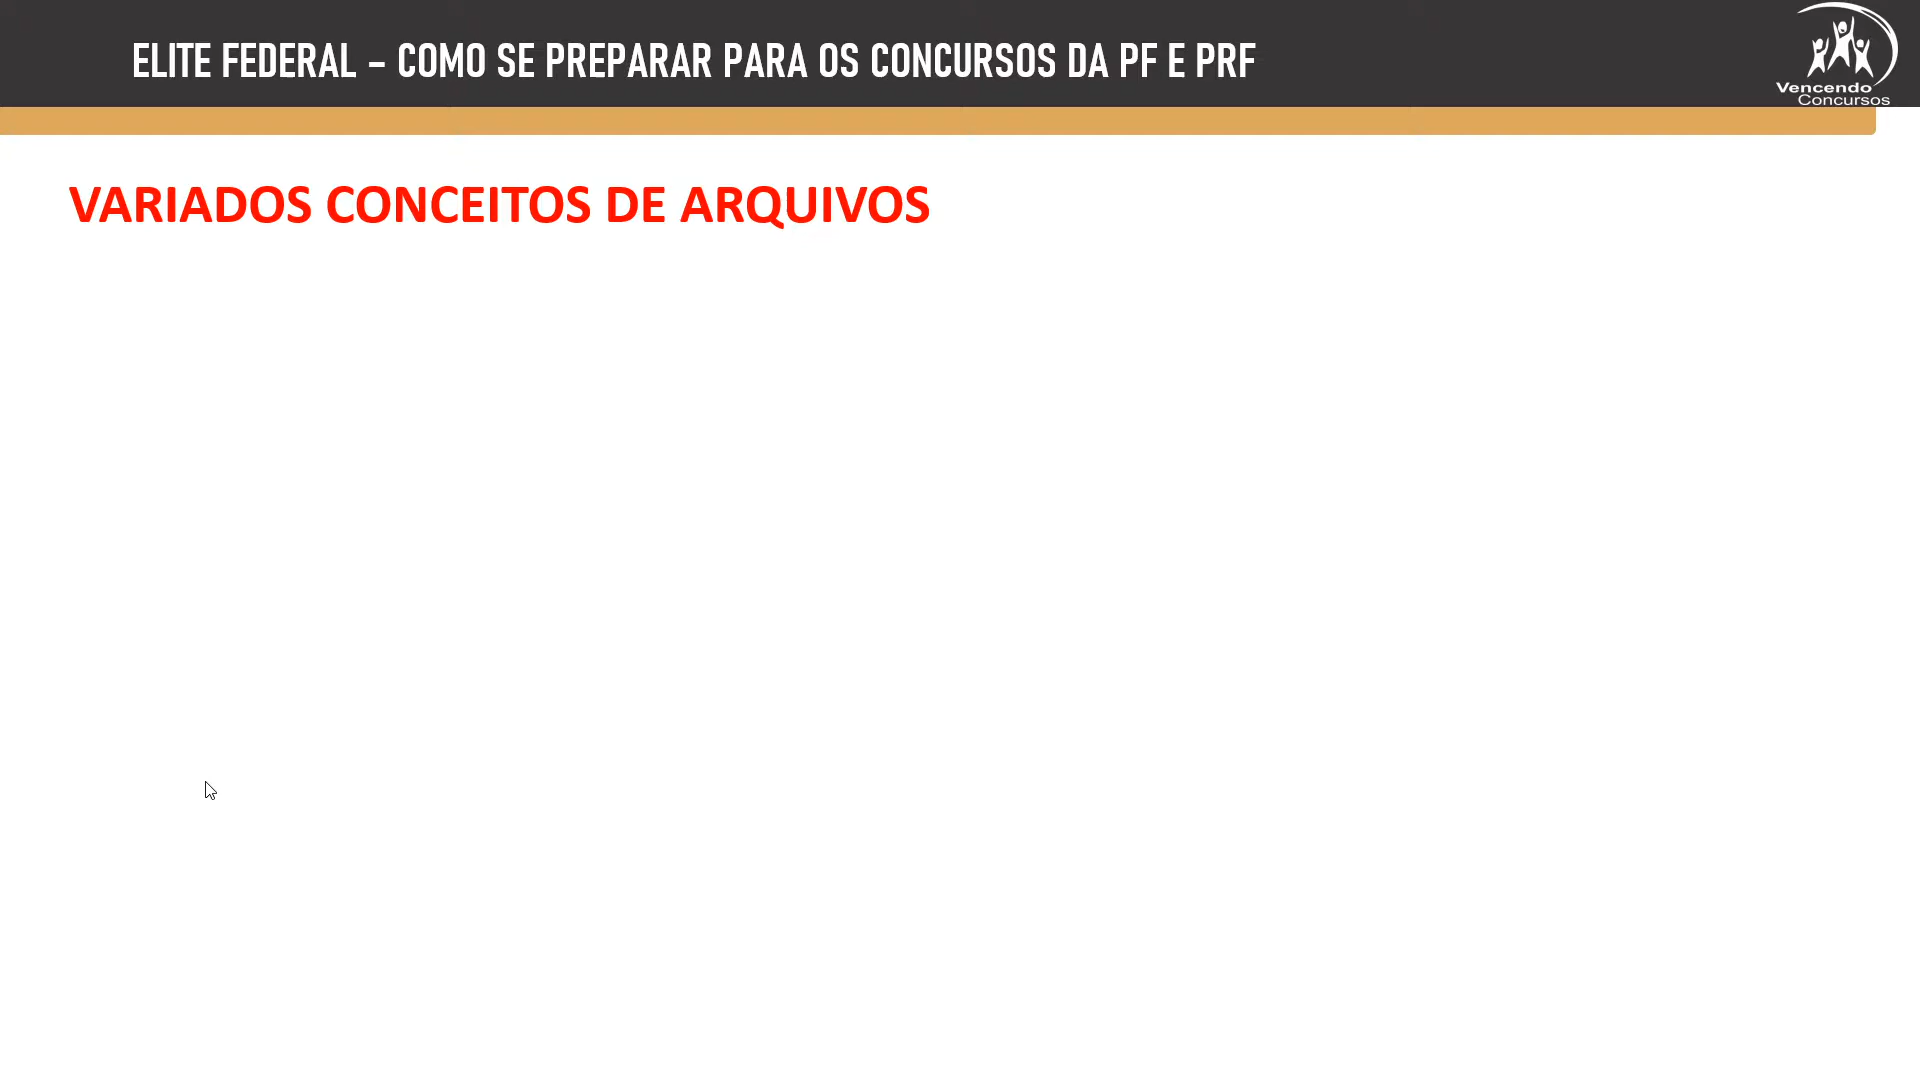 ELITE FEDERAL – COMO SE PREPARAR PARA OS CONCURSOS DA PF E PRF
Vencendo
Concursos
VARIADOS CONCEITOS DE ARQUIVOS